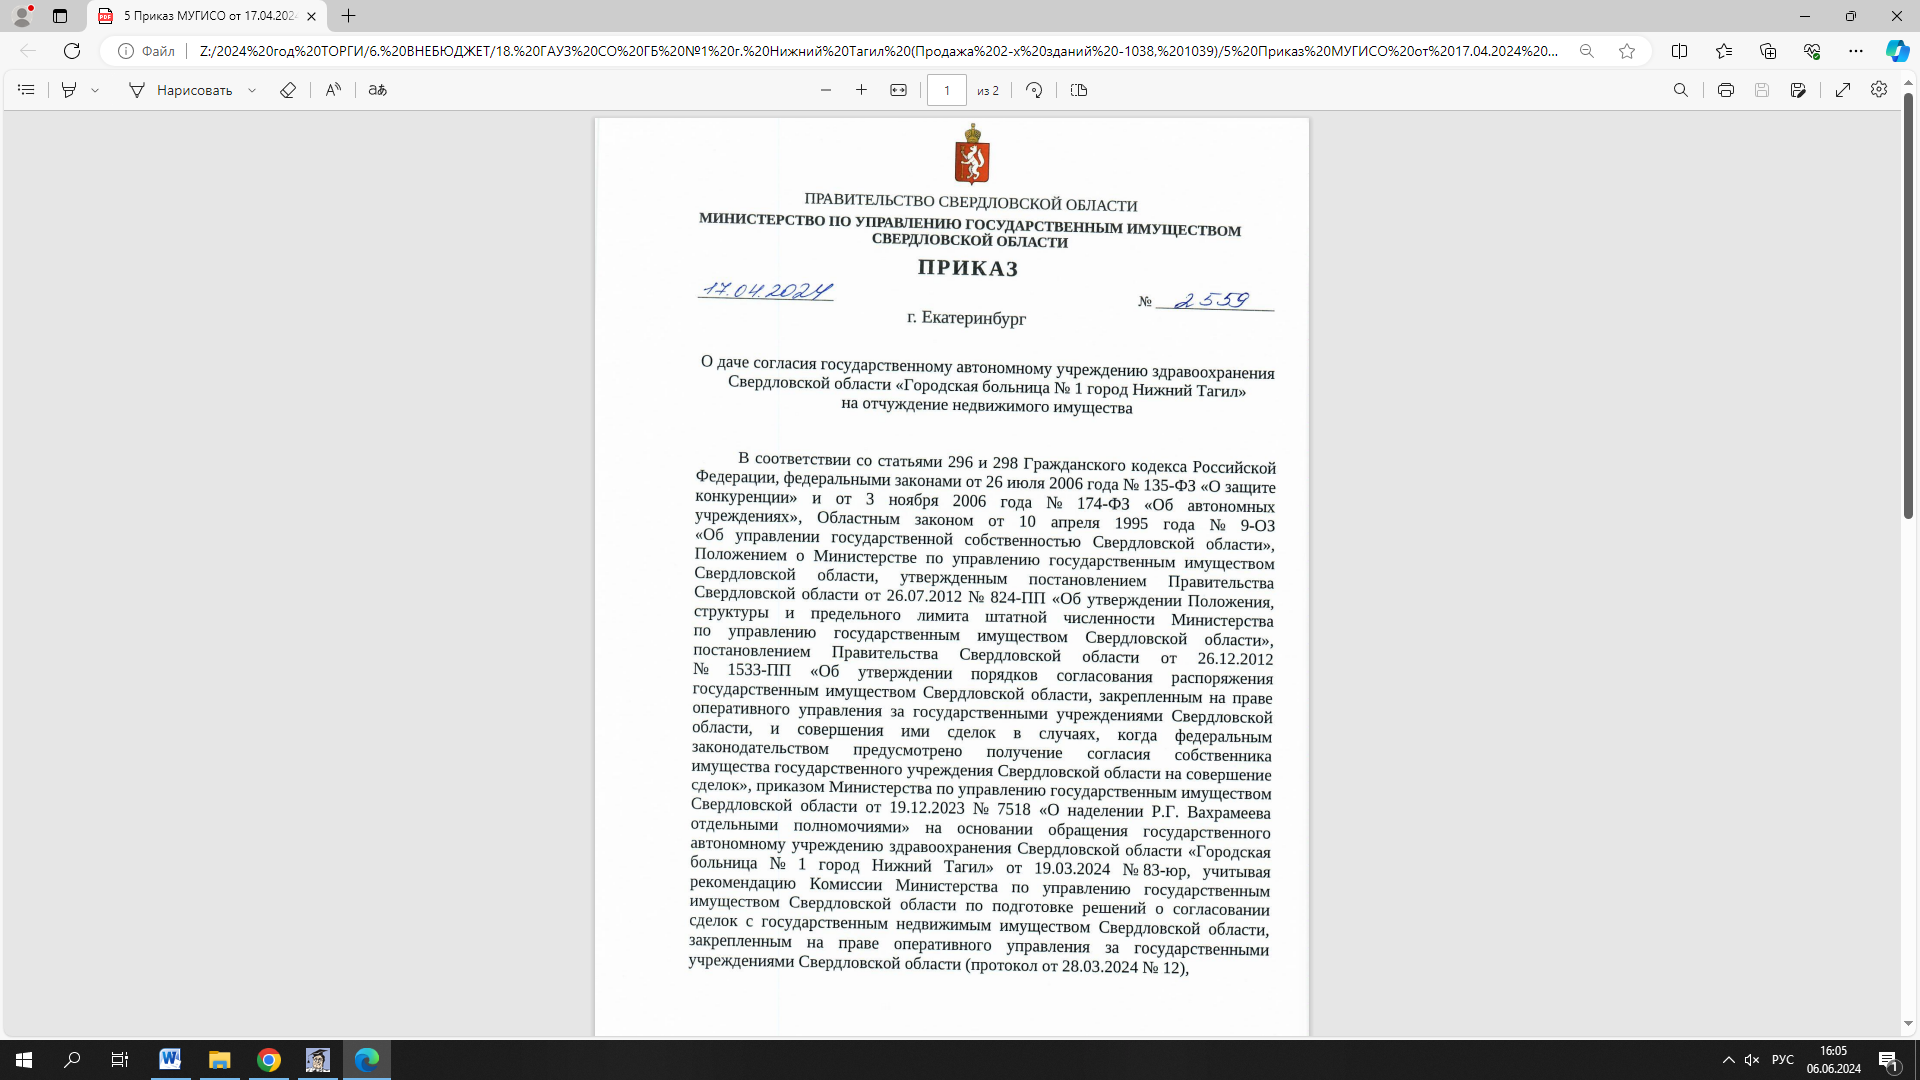 5 Приказ МУГИСО от 17.04.202
Файл
Z:/2024%20год%20ТОРГИ/6.%20ВНЕБЮДЖЕТ/18.%20ГАУЗ%20СО%20ГБ%20№1%20г.%20Нижний%20Тагил%20(Продажа%202-х%20зданий%20-1038,%201039)/5%20Приказ%20МУГИСО%20от%2017.04.2024%20...
Нарисовать
1 из 2
ПРАВИТЕЛЬСТВО СВЕРДЛОВСКОЙ ОБЛАСТИ
МИНИСТЕРСТВО ПО УПРАВЛЕНИЮ ГОСУДАРСТВЕННЫМ ИМУЩЕСТВОМ
СВЕРДЛОВСКОЙ ОБЛАСТИ
ПРИКАЗ
17.04.2024
№ 2559
г. Екатеринбург
О даче согласия государственному автономному учреждению здравоохранения
Свердловской области «Городская больница № 1 город Нижний Тагил»
на отчуждение недвижимого имущества
В соответствии со статьями 296 и 298 Гражданского кодекса Российской
Федерации, федеральными законами от 26 июля 2006 года № 135-ФЗ «О защите
конкуренции» и от 3 ноября 2006 года № 174-ФЗ «Об автономных
учреждениях», Областным законом от 10 апреля 1995 года № 9-ОЗ
«Об управлении государственной собственностью Свердловской области»,
Положением о Министерстве по управлению государственным имуществом
Свердловской области, утвержденным постановлением Правительства
Свердловской области от 26.07.2012 № 824-ПП «Об утверждении Положения,
структуры и предельного лимита штатной численности Министерства
по управлению государственным имуществом Свердловской области»,
постановлением Правительства Свердловской области от 26.12.2012
№ 1533-ПП «Об утверждении порядков согласования распоряжения
государственным имуществом Свердловской области, закрепленным на праве
оперативного управления за государственными учреждениями Свердловской
области, и совершения ими сделок в случаях, когда федеральным
законодательством предусмотрено получение согласия собственника
имущества государственного учреждения Свердловской области на совершение
сделок», приказом Министерства по управлению государственным имуществом
Свердловской области от 19.12.2023 № 7518 «О наделении Р.Г. Вахрамеева
отдельными полномочиями» на основании обращения государственного
автономному учреждению здравоохранения Свердловской области «Городская
больница № 1 город Нижний Тагил» от 19.03.2024 № 83-юр, учитывая
рекомендацию Комиссии Министерства по управлению государственным
имуществом Свердловской области по подготовке решений о согласовании
сделок с государственным недвижимым имуществом Свердловской области,
закрепленным на праве оперативного управления за государственными
учреждениями Свердловской области (протокол от 28.03.2024 № 12),
РУС
16:05
06.06.2024
1